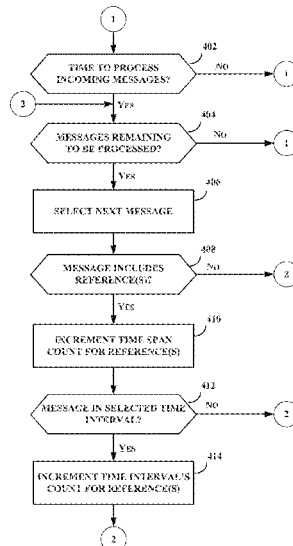 1
402
TIME TO PROCESS
INCOMING MESSAGES?
NO
1
3
YES
404
MESSAGES REMAINING
TO BE PROCESSED?
NO
1
YES
406
SELECT NEXT MESSAGE
408
MESSAGE INCLUDES
REFERENCE(S)?
NO
2
YES
410
INCREMENT TIME SPAN
COUNT FOR REFERENCE(S)
412
MESSAGE IN SELECTED TIME
INTERVAL?
NO
2
YES
414
INCREMENT TIME INTERVAL'S
COUNT FOR REFERENCE(S)
2